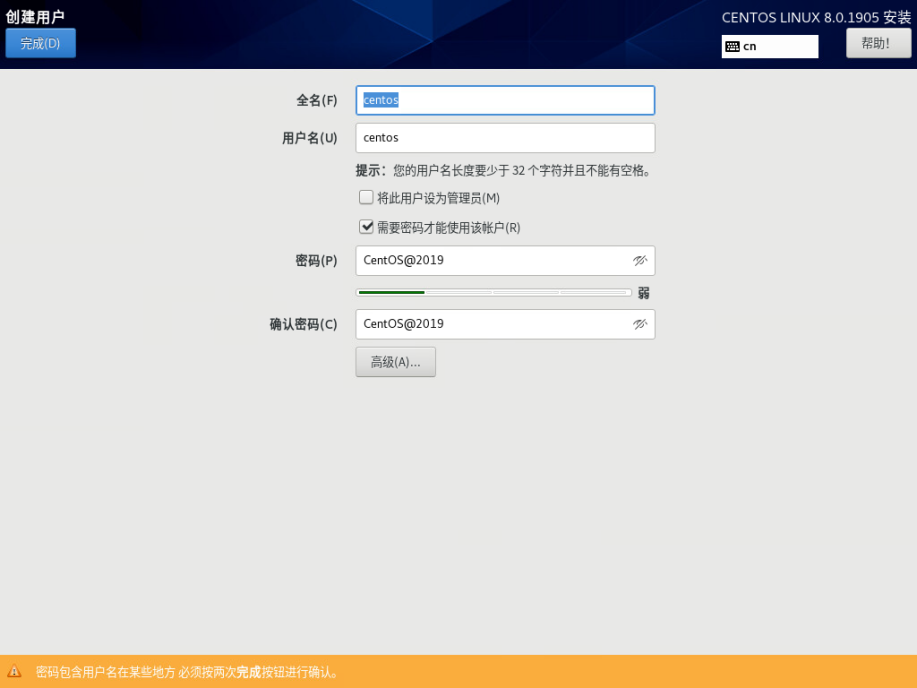 创建用户
CENTOS LINUX 8.0.1905 安装
完成(D)
cn
帮助!
全名(F)
centos
用户名(U)
centos
提示：您的用户名长度要少于 32 个字符并且不能有空格。
将此用户设为管理员(M)
需要密码才能使用该帐户(R)
密码(P)
CentOS@2019
弱
确认密码(C)
CentOS@2019
高级(A)...
密码包含用户名在某些地方 必须按两次完成按钮进行确认。